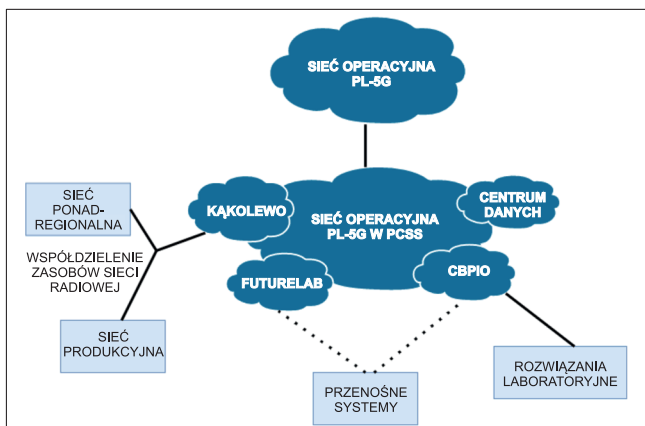 SIEĆ OPERACYJNA
PL-5G
SIEĆ
PONAD-
REGIONALNA
KĄKOLEWO
SIEĆ OPERACYJNA
PL-5G W PCSS
CENTRUM
DANYCH
WSPÓŁDZIELENIE
ZASOBÓW SIECI
RADIOWEJ
FUTURELAB
CBPIO
SIEĆ
PRODUKCYJNA
PRZENOŚNE
SYSTEMY
ROZWIĄZANIA
LABORATORYJNE